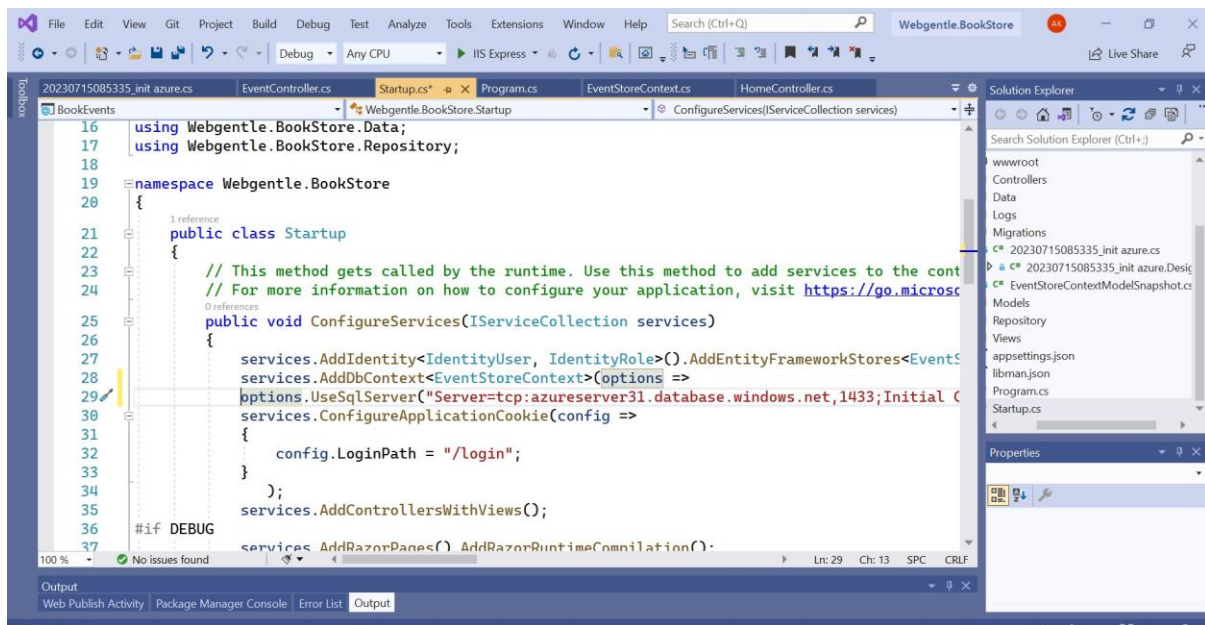 File Edit View Git Project Build Debug Test Analyze Tools Extensions Window Help Search (Ctrl+Q) Webgentle.BookStore AK
Debug Any CPU IIS Express Live Share
Toolbox
20230715085335_init azure.cs EventController.cs Startup.cs* Program.cs EventStoreContext.cs HomeController.cs
BookEvents Webgentle.BookStore.Startup ConfigureServices(IServiceCollection services)
16 using Webgentle.BookStore.Data;
17 using Webgentle.BookStore.Repository;
18
19 namespace Webgentle.BookStore
20 {
1 reference
21 public class Startup
22 {
23 // This method gets called by the runtime. Use this method to add services to the cont
24 // For more information on how to configure your application, visit https://go.microsc
0 references
25 public void ConfigureServices(IServiceCollection services)
26 {
27 services.AddIdentity<IdentityUser, IdentityRole>().AddEntityFrameworkStores<EventS
28 services.AddDbContext<EventStoreContext>(options =>
29 options.UseSqlServer("Server=tcp:azureserver31.database.windows.net,1433;Initial C
30 services.ConfigureApplicationCookie(config =>
31 {
32 config.LoginPath = "/login";
33 }
34 );
35 services.AddControllersWithViews();
36 #if DEBUG
37 services.AddRazorPages().AddRazorRuntimeCompilation();
100 % No issues found Ln: 29 Ch: 13 SPC CRLF
Output
Web Publish Activity Package Manager Console Error List Output
Solution Explorer
Search Solution Explorer (Ctrl+;)
wwwroot
Controllers
Data
Logs
Migrations
C# 20230715085335_init azure.cs
C# 20230715085335_init azure.Desig
C# EventStoreContextModelSnapshot.cs
Models
Repository
Views
appsettings.json
libman.json
Program.cs
Startup.cs
Properties